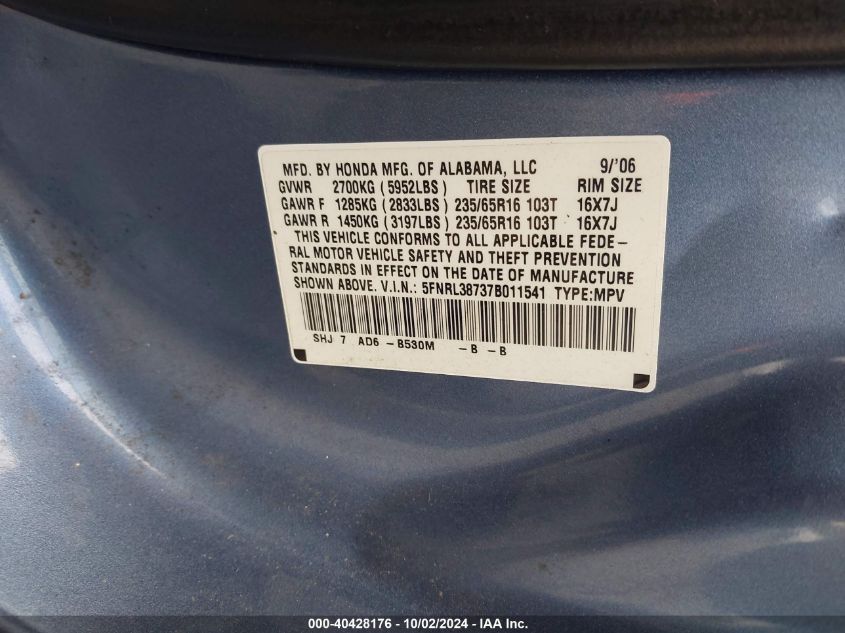 MFD. BY HONDA MFG. OF ALABAMA, LLC 9/'06
GVWR 2700KG (5952LBS) TIRE SIZE RIM SIZE
GAWR F 1285KG (2833LBS) 235/65R16 103T 16X7J
GAWR R 1450KG (3197LBS) 235/65R16 103T 16X7J
THIS VEHICLE CONFORMS TO ALL APPLICABLE FEDE-
RAL MOTOR VEHICLE SAFETY AND THEFT PREVENTION
STANDARDS IN EFFECT ON THE DATE OF MANUFACTURE
SHOWN ABOVE. V.I.N.: 5FNRL38737B011541 TYPE:MPV
SHJ 7 AD6 -B530M -B -B
000-40428176 - 10/02/2024 - Copyright © 2024 IAA, Inc.